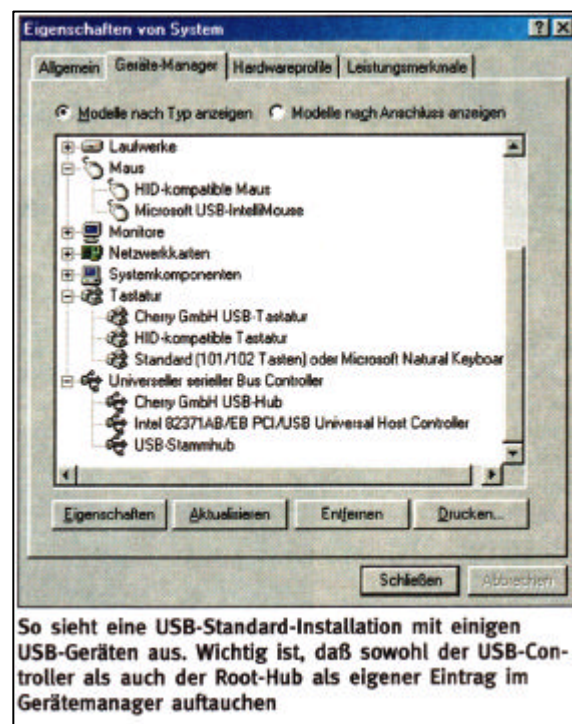 Eigenschaften von System
Allgemein Geräte-Manager Hardwareprofile Leistungsmerkmale
Modelle nach Typ anzeigen Modelle nach Anschluss anzeigen
Laufwerke
Maus
HID-kompatible Maus
Microsoft USB-IntelliMouse
Monitore
Netzwerkkarten
Systemkomponenten
Tastatur
Cherry GmbH USB-Tastatur
HID-kompatible Tastatur
Standard (101/102 Tasten) oder Microsoft Natural Keyboar
Universeller serieller Bus Controller
Cherry GmbH USB-Hub
Intel 82371AB/EB PCI/USB Universal Host Controller
USB-Stammhub
Eigenschaften Aktualisieren Entfernen Drucken...
Schließen Abbrechen
So sieht eine USB-Standard-Installation mit einigen
USB-Geräten aus. Wichtig ist, daß sowohl der USB-Con-
troller als auch der Root-Hub als eigener Eintrag im
Gerätemanager auftauchen